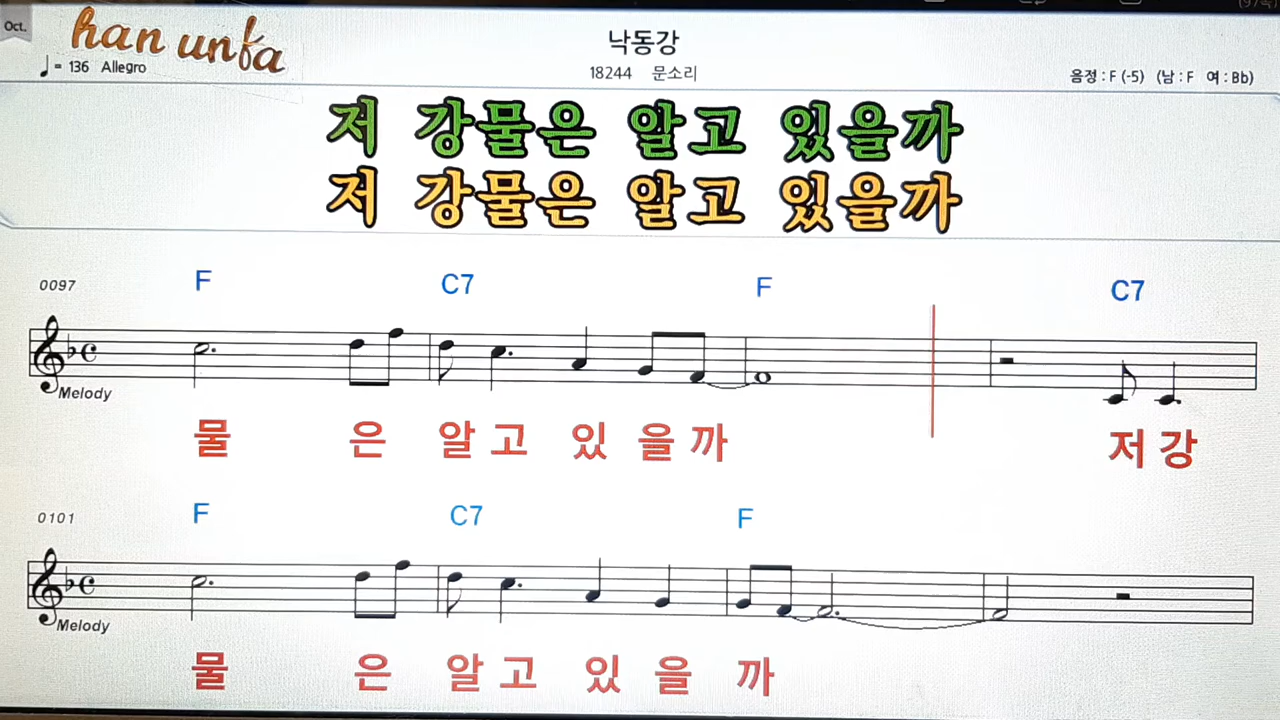 Oct.
han unfa
♩= 136 Allegro
낙동강
18244 문소리
음정 : F (-5) (남 : F 여 : Bb)
저 강물은 알고 있을까
저 강물은 알고 있을까
0097 F C7 F C7
Melody
물 은 알 고 있 을 까 저 강
0101 F C7 F
Melody
물 은 알 고 있 을 까